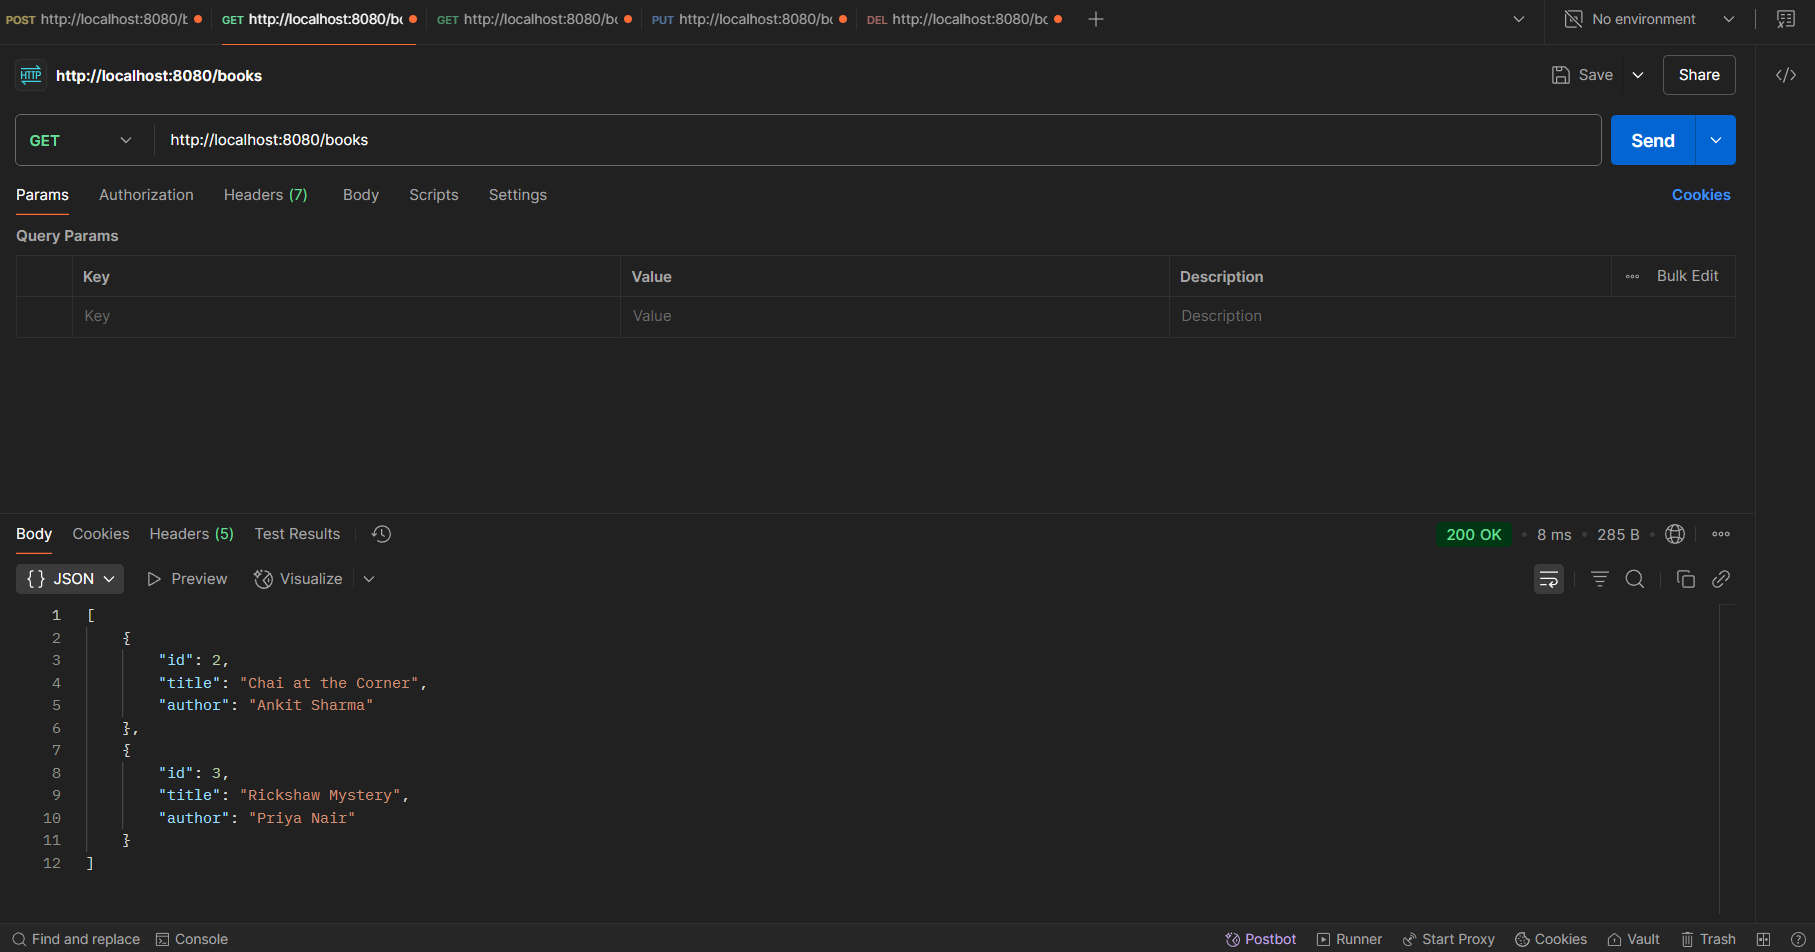 POST http://localhost:8080/b
GET http://localhost:8080/bo
GET http://localhost:8080/bo
PUT http://localhost:8080/bo
DEL http://localhost:8080/bo
No environment
HTTP http://localhost:8080/books
Save
Share
GET http://localhost:8080/books
Send
Params Authorization Headers (7) Body Scripts Settings Cookies
Query Params
Key Value Description Bulk Edit
Key Value Description
Body Cookies Headers (5) Test Results 200 OK 8 ms 285 B
{} JSON Preview Visualize
1 [
2 {
3 "id": 2,
4 "title": "Chai at the Corner",
5 "author": "Ankit Sharma"
6 },
7 {
8 "id": 3,
9 "title": "Rickshaw Mystery",
10 "author": "Priya Nair"
11 }
12 ]
Find and replace Console Postbot Runner Start Proxy Cookies Vault Trash